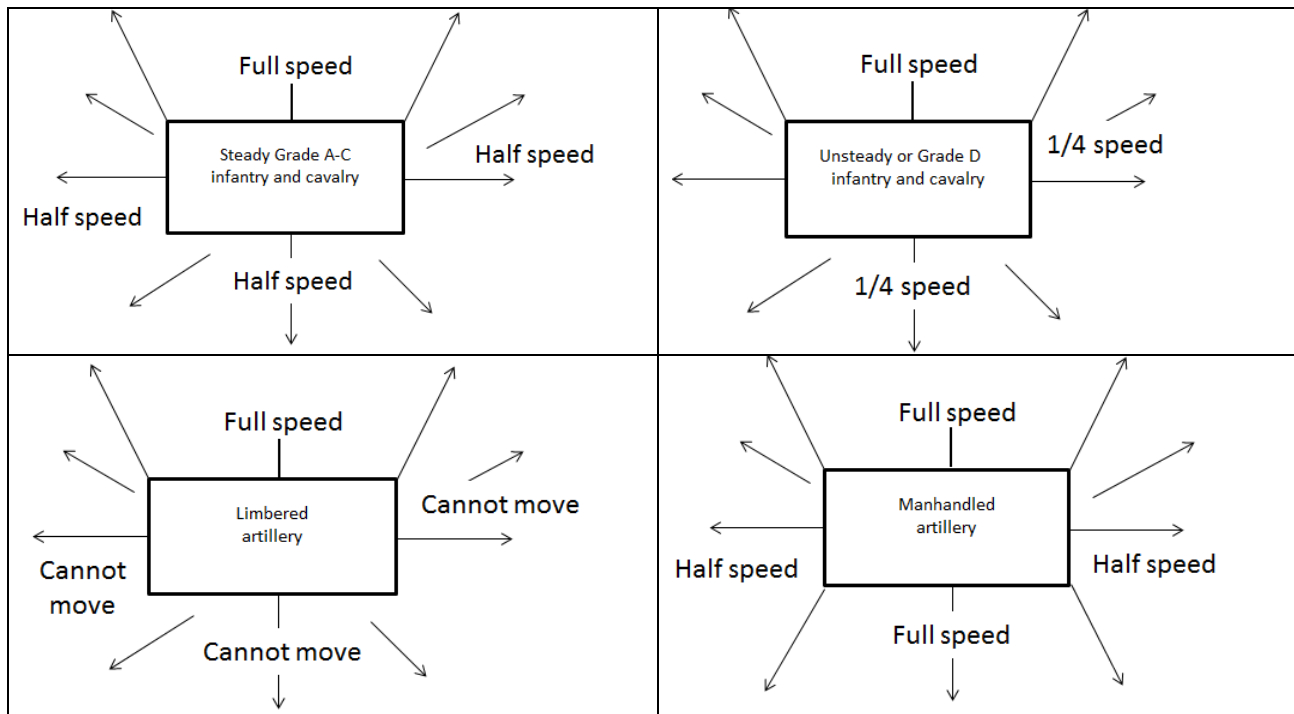 Full speed
Steady Grade A-C
infantry and cavalry
Half speed
Half speed
Half speed
Full speed
Unsteady or Grade D
infantry and cavalry
1/4 speed
1/4 speed
Full speed
Limbered
artillery
Cannot move
Cannot
move
Cannot move
Full speed
Manhandled
artillery
Half speed
Half speed
Full speed